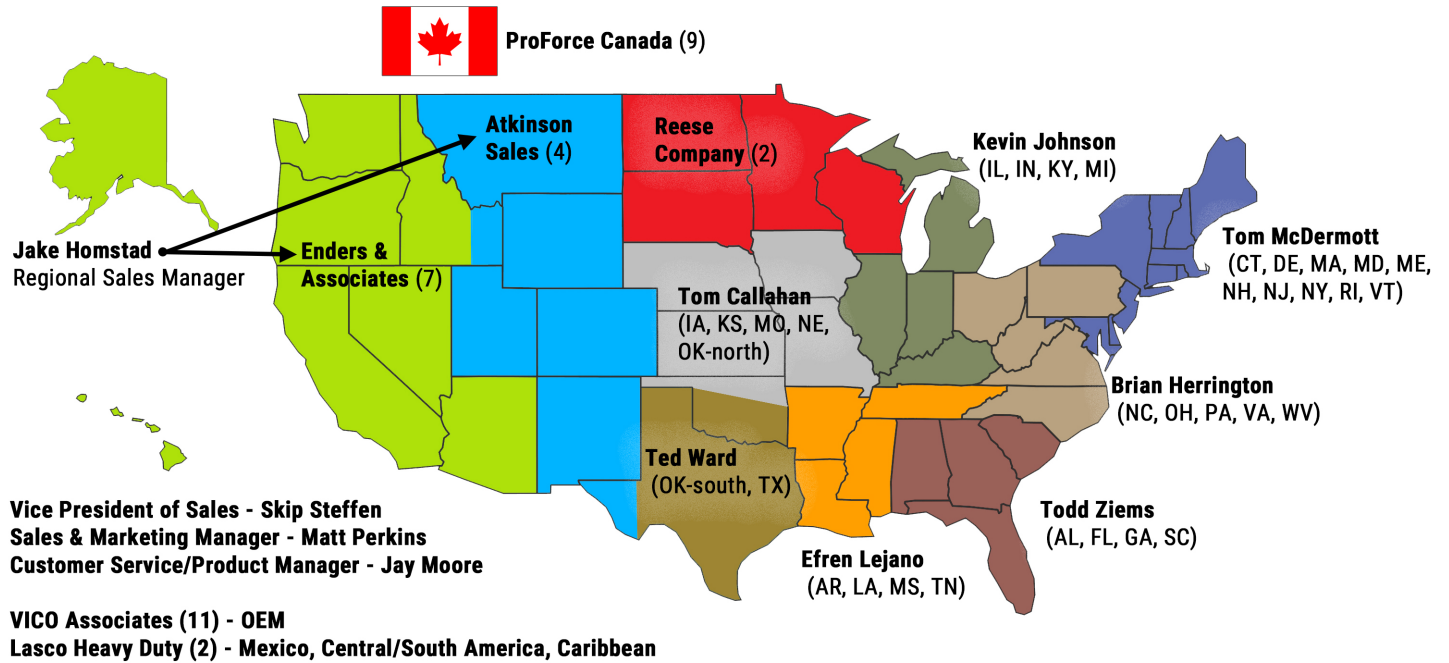 ProForce Canada (9)
Atkinson
Sales (4)
Reese
Company (2)
Kevin Johnson
(IL, IN, KY, MI)
Jake Homstad
Regional Sales Manager
Enders &
Associates (7)
Tom McDermott
(CT, DE, MA, MD, ME,
NH, NJ, NY, RI, VT)
Tom Callahan
(IA, KS, MO, NE,
OK-north)
Brian Herrington
(NC, OH, PA, VA, WV)
Ted Ward
(OK-south, TX)
Todd Ziems
(AL, FL, GA, SC)
Efren Lejano
(AR, LA, MS, TN)
Vice President of Sales - Skip Steffen
Sales & Marketing Manager - Matt Perkins
Customer Service/Product Manager - Jay Moore
VICO Associates (11) - OEM
Lasco Heavy Duty (2) - Mexico, Central/South America, Caribbean